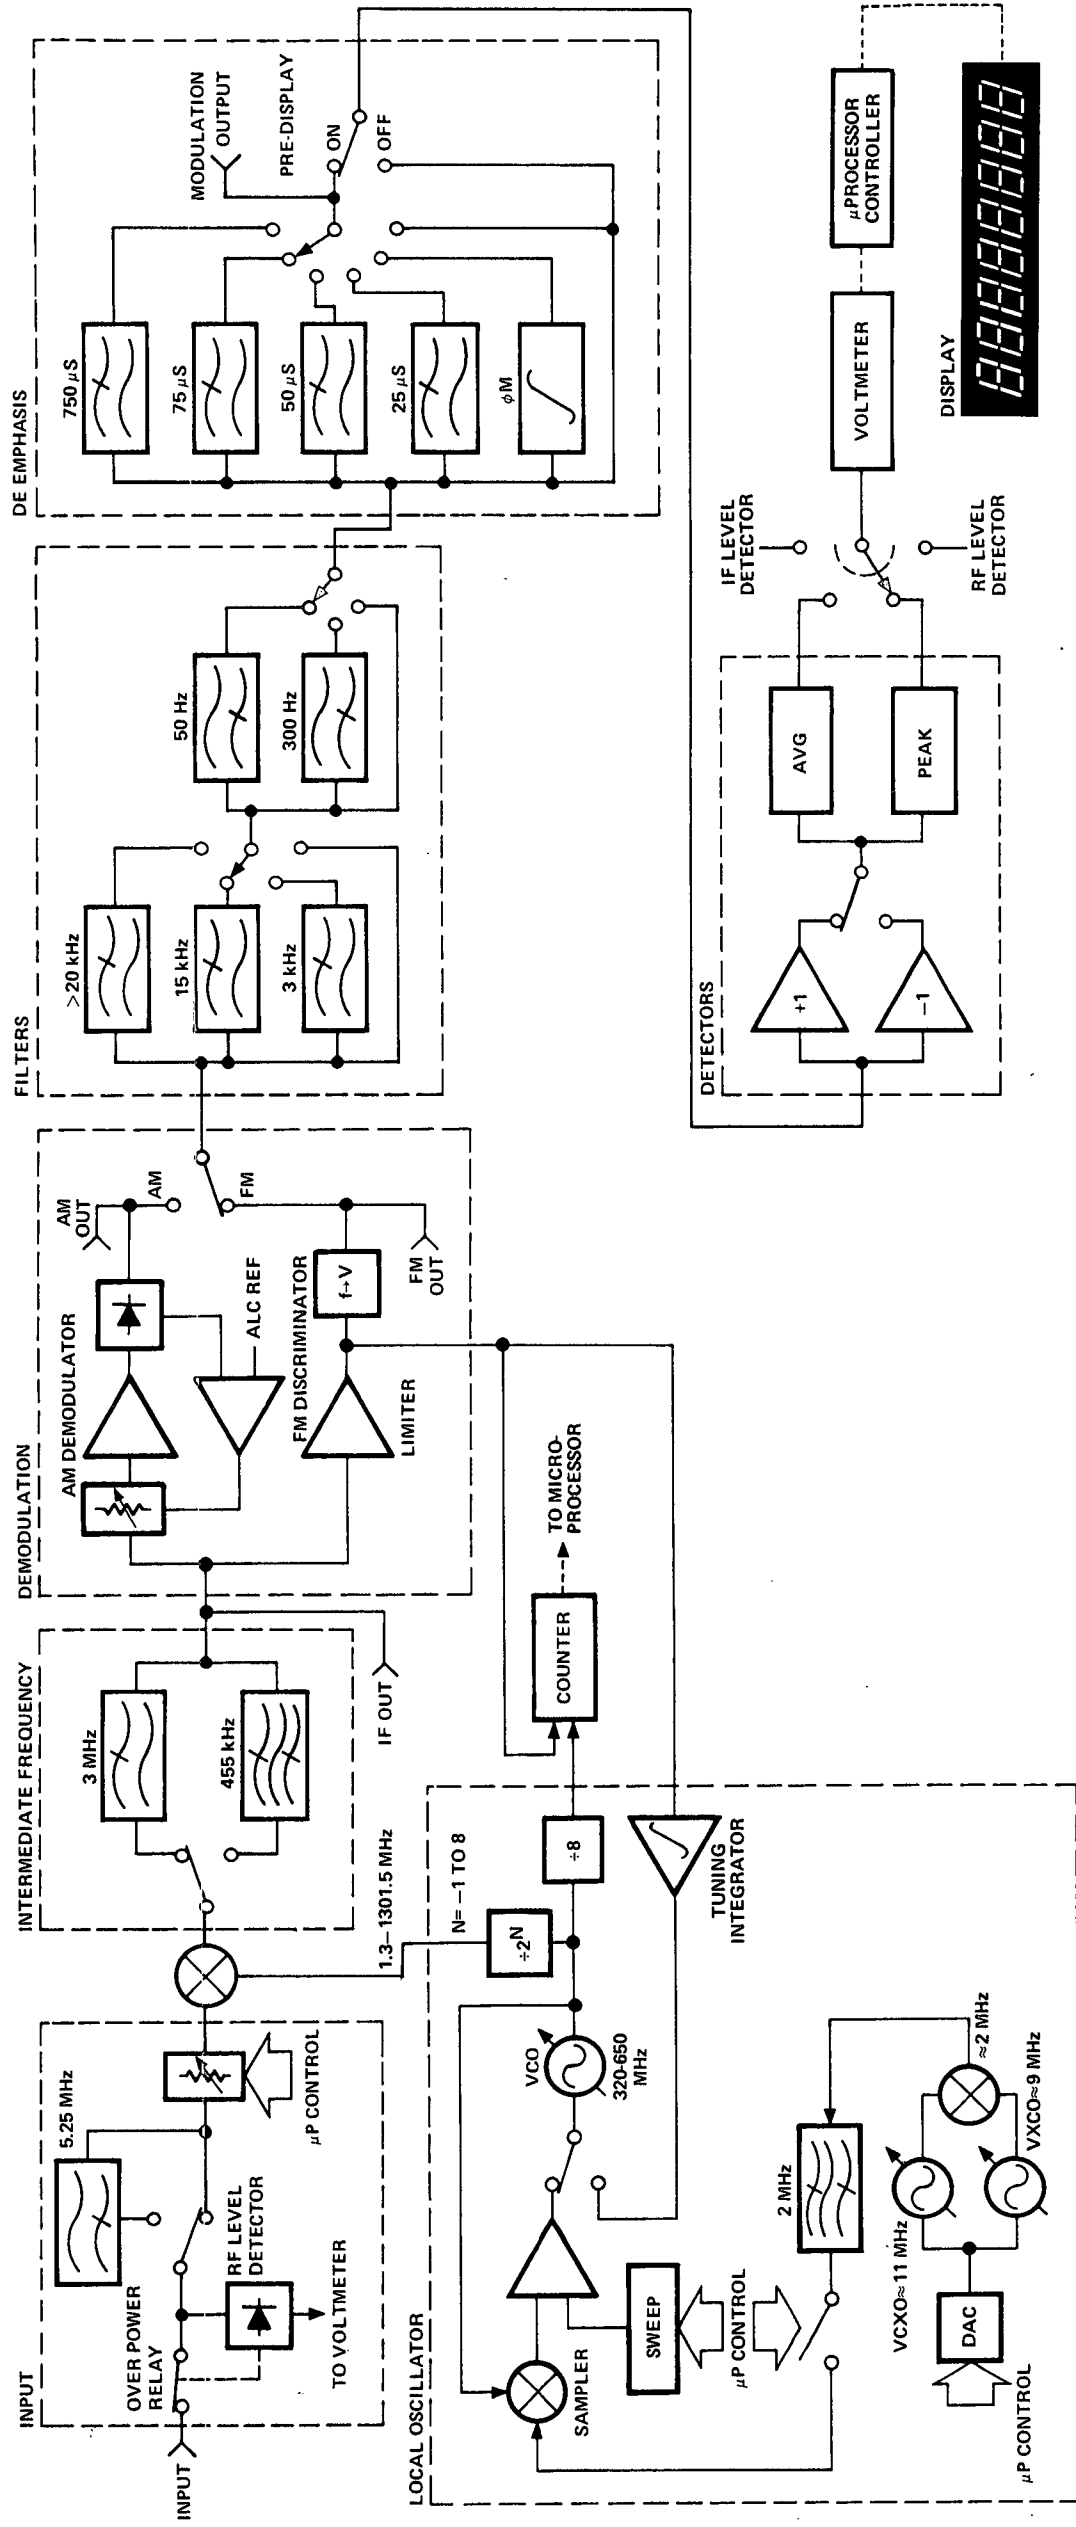 INPUT
INPUT
OVER POWER
RELAY
5.25 MHz
RF LEVEL
DETECTOR
TO VOLTMETER
μP CONTROL
INTERMEDIATE FREQUENCY
3 MHz
455 kHz
IF OUT
1.3–1301.5 MHz
DEMODULATION
AM DEMODULATOR
AM
OUT
AM
ALC REF
FM DISCRIMINATOR
f→V
FM
LIMITER
FM
OUT
FILTERS
>20 kHz
15 kHz
3 kHz
50 Hz
300 Hz
DE EMPHASIS
750 μS
75 μS
50 μS
25 μS
φM
MODULATION
OUTPUT
PRE-DISPLAY
ON
OFF
LOCAL OSCILLATOR
SAMPLER
SWEEP
μP CONTROL
VCO
320-650
MHz
N= –1 TO 8
÷2N
÷8
TUNING
INTEGRATOR
COUNTER
TO MICRO-
PROCESSOR
2 MHz
VCXO≈11 MHz
≈2 MHz
VXCO≈9 MHz
DAC
μP CONTROL
DETECTORS
+1
–1
AVG
PEAK
IF LEVEL
DETECTOR
RF LEVEL
DETECTOR
VOLTMETER
μPROCESSOR
CONTROLLER
DISPLAY
88888888